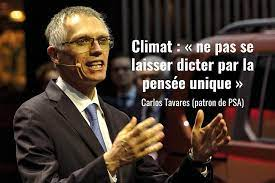 Climat : « ne pas se
laisser dicter par la
pensée unique »
Carlos Tavares (patron de PSA)